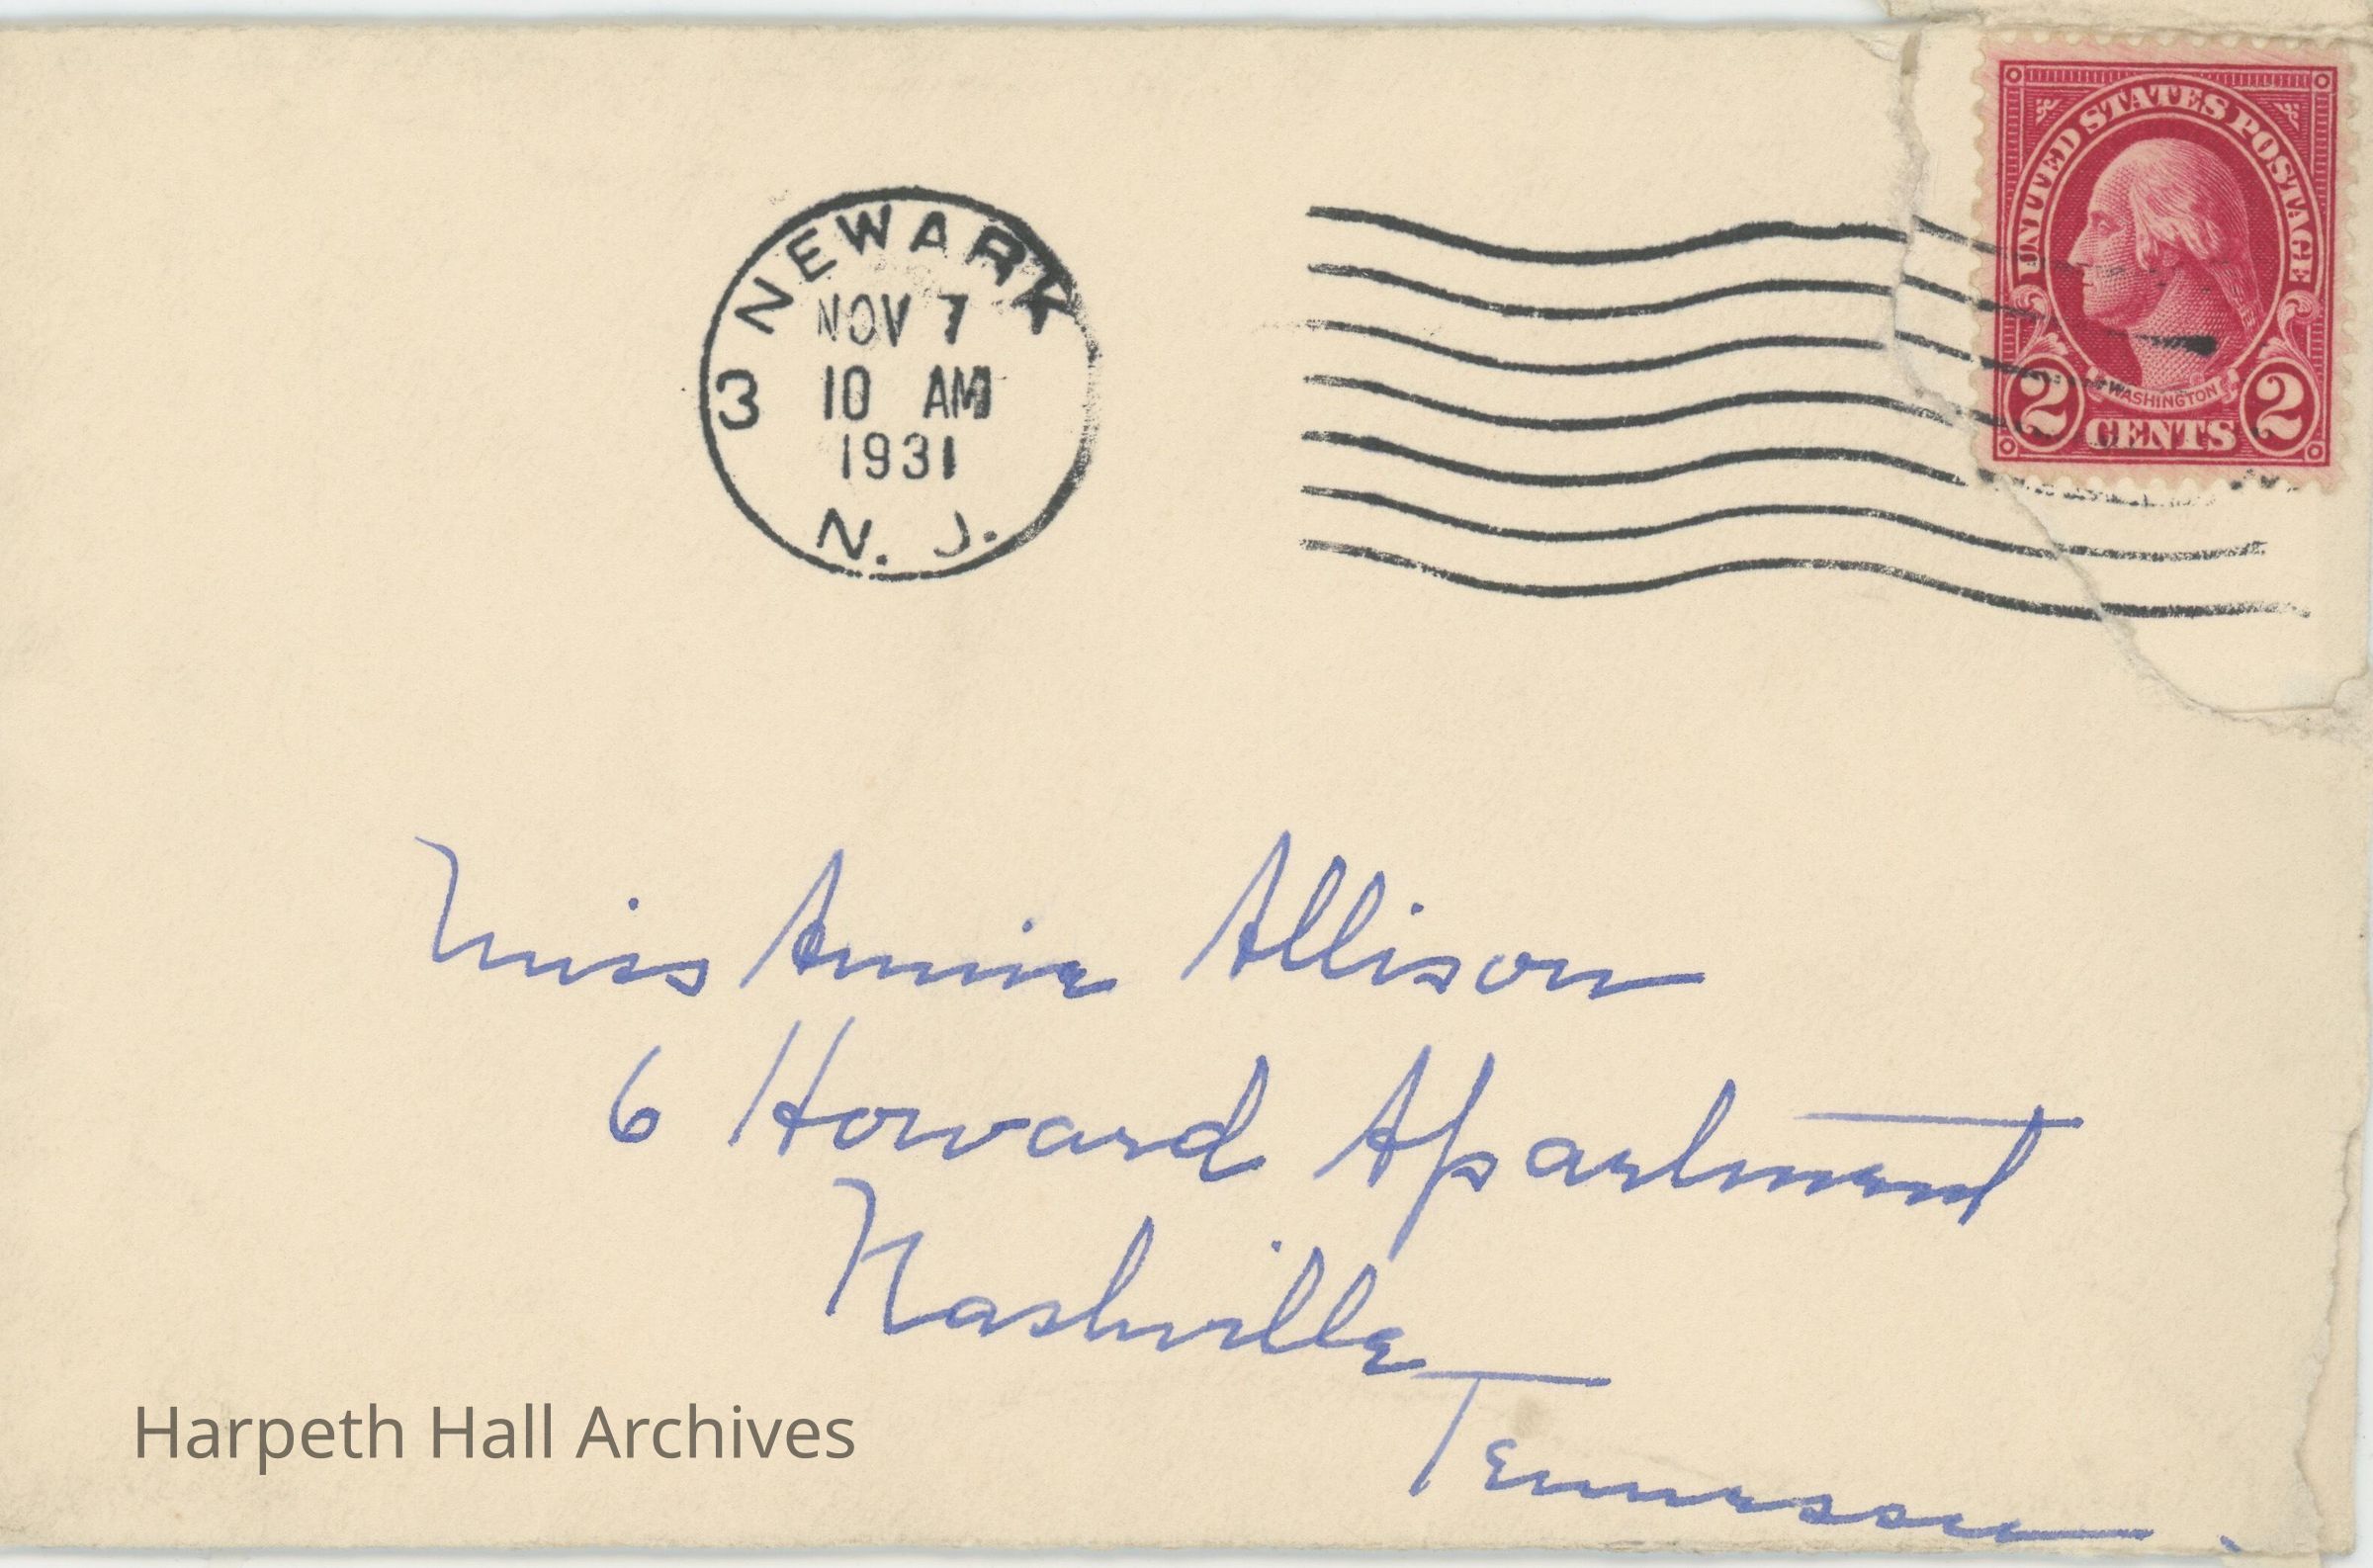 UNITED STATES POSTAGE
WASHINGTON
2 CENTS 2
NEWARK
NOV 7
3 10 AM
1931
N. J.
Miss Annie Allison
6 Howard Apartment
Nashville
Tennessee.
Harpeth Hall Archives